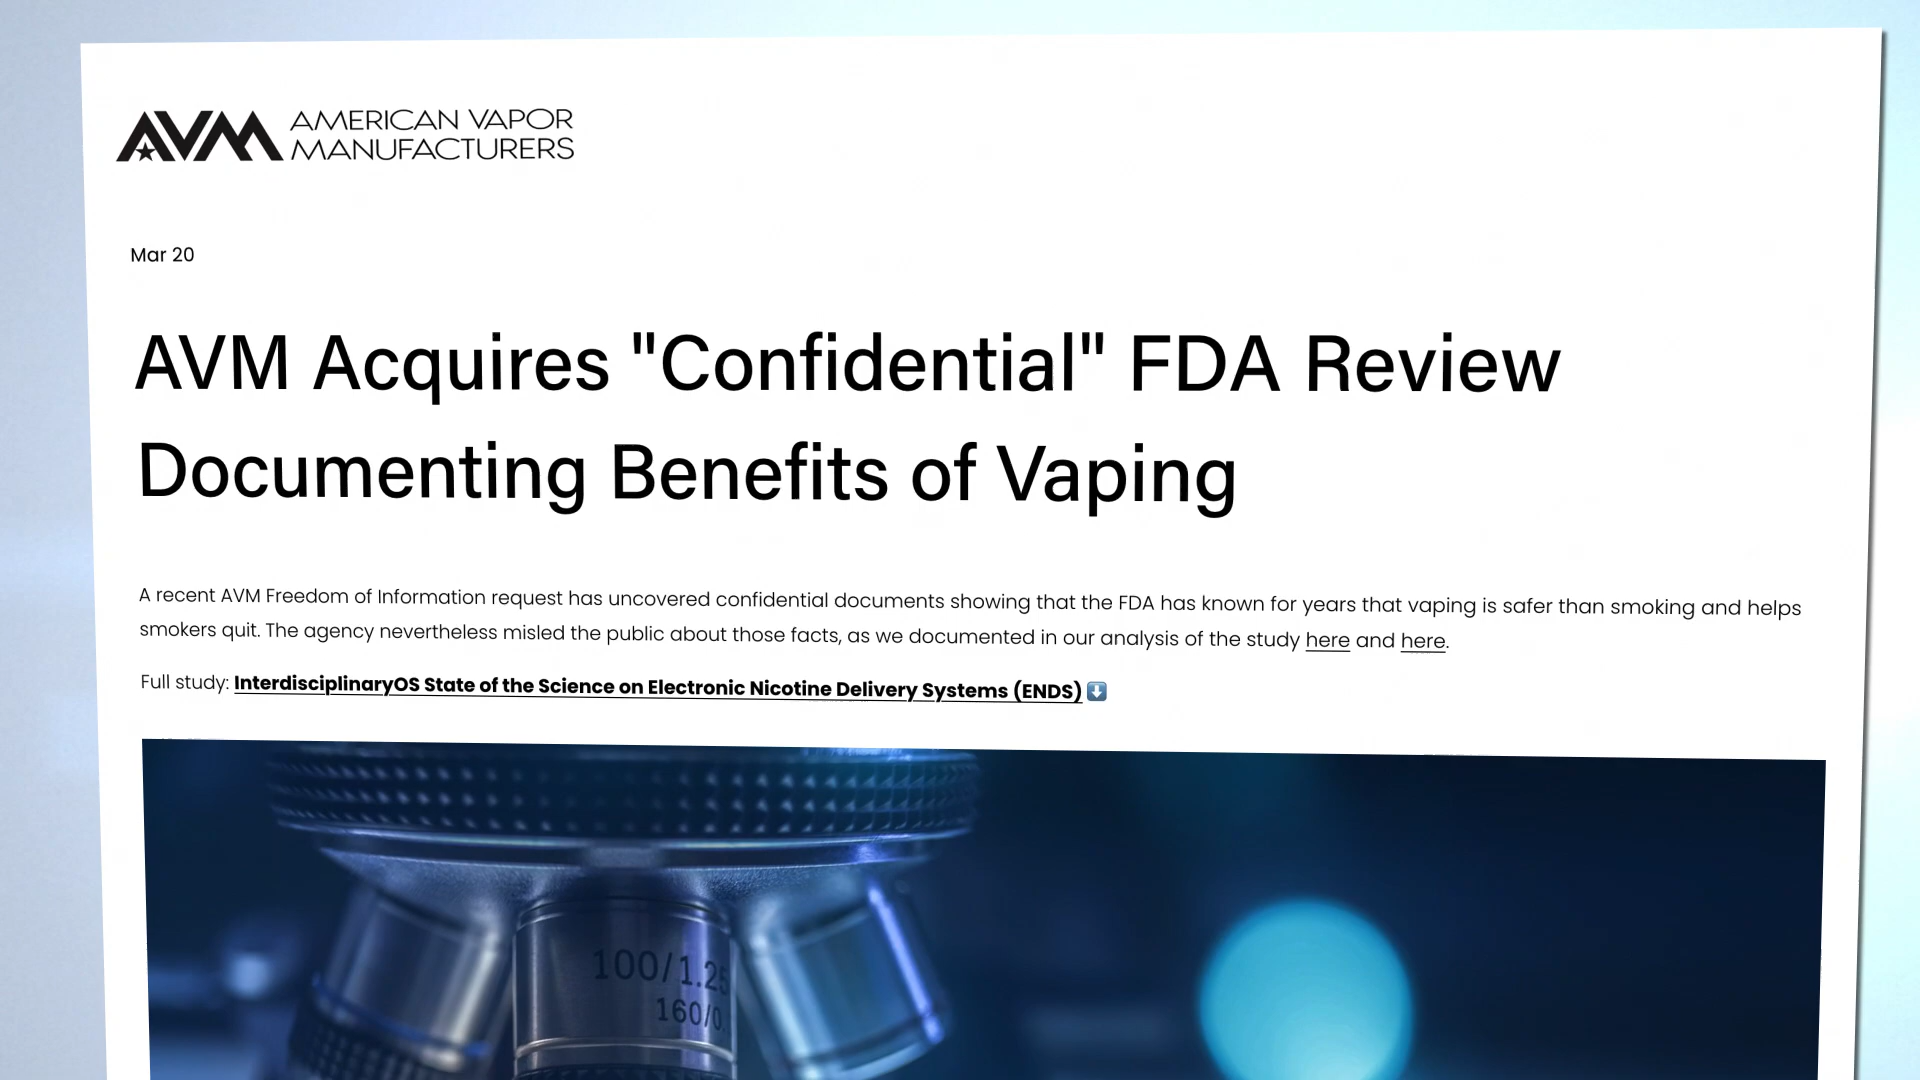 AVM AMERICAN VAPOR
MANUFACTURERS
Mar 20
AVM Acquires "Confidential" FDA Review
Documenting Benefits of Vaping
A recent AVM Freedom of Information request has uncovered confidential documents showing that the FDA has known for years that vaping is safer than smoking and helps
smokers quit. The agency nevertheless misled the public about those facts, as we documented in our analysis of the study here and here.
Full study: InterdisciplinaryOS State of the Science on Electronic Nicotine Delivery Systems (ENDS)
100/1.25
160/0.